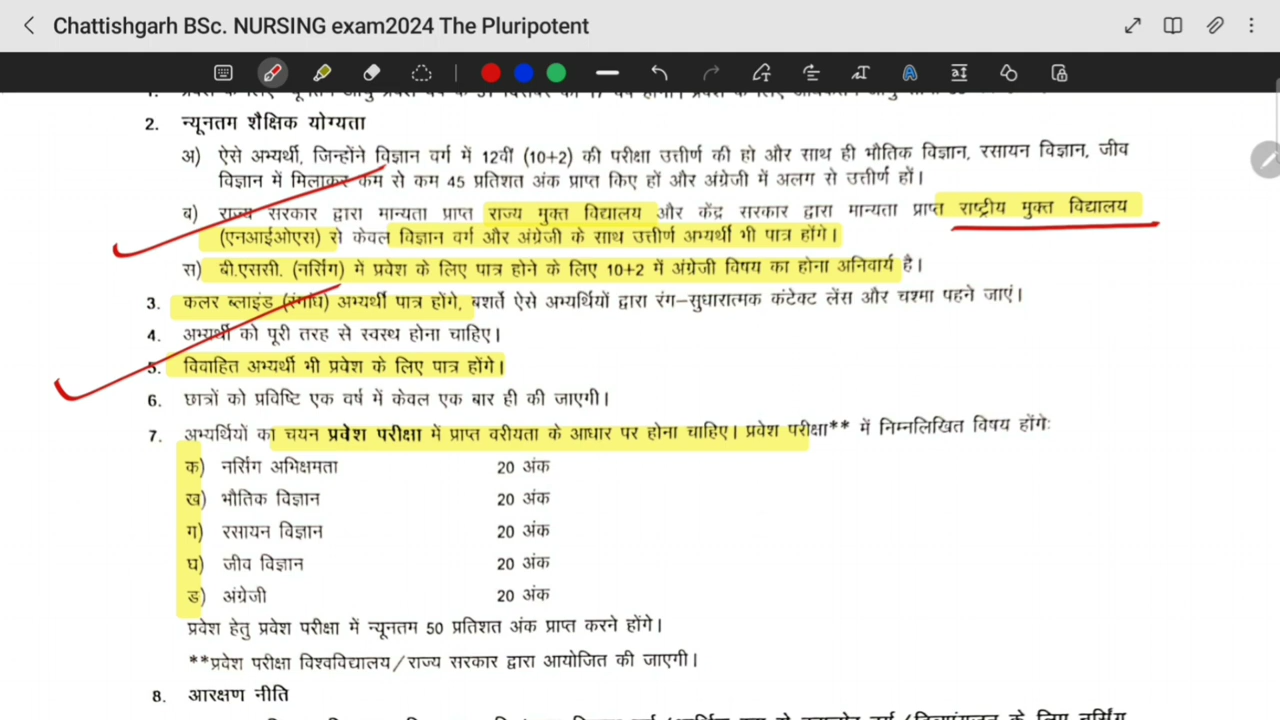 Chattishgarh BSc. NURSING exam2024 The Pluripotent
2. न्यूनतम शैक्षिक योग्यता
अ) ऐसे अभ्यर्थी, जिन्होंने विज्ञान वर्ग में 12वीं (10+2) की परीक्षा उत्तीर्ण की हो और साथ ही भौतिक विज्ञान, रसायन विज्ञान, जीव
विज्ञान में मिलाकर कम से कम 45 प्रतिशत अंक प्राप्त किए हों और अंग्रेजी में अलग से उत्तीर्ण हों।
ब) राज्य सरकार द्वारा मान्यता प्राप्त राज्य मुक्त विद्यालय और केंद्र सरकार द्वारा मान्यता प्राप्त राष्ट्रीय मुक्त विद्यालय
(एनआईओएस) से केवल विज्ञान वर्ग और अंग्रेजी के साथ उत्तीर्ण अभ्यर्थी भी पात्र होंगे।
स) बी.एससी. (नर्सिंग) में प्रवेश के लिए पात्र होने के लिए 10+2 में अंग्रेजी विषय का होना अनिवार्य है।
3. कलर ब्लाइंड (रंगांध) अभ्यर्थी पात्र होंगे, बशर्ते ऐसे अभ्यर्थियों द्वारा रंग-सुधारात्मक कंटेक्ट लेंस और चश्मा पहने जाएं।
4. अभ्यर्थी को पूरी तरह से स्वस्थ होना चाहिए।
5. विवाहित अभ्यर्थी भी प्रवेश के लिए पात्र होंगे।
6. छात्रों को प्रविष्टि एक वर्ष में केवल एक बार ही की जाएगी।
7. अभ्यर्थियों का चयन प्रवेश परीक्षा में प्राप्त वरीयता के आधार पर होना चाहिए। प्रवेश परीक्षा** में निम्नलिखित विषय होंगेः
क) नर्सिंग अभिक्षमता 20 अंक
ख) भौतिक विज्ञान 20 अंक
ग) रसायन विज्ञान 20 अंक
घ) जीव विज्ञान 20 अंक
ड) अंग्रेजी 20 अंक
प्रवेश हेतु प्रवेश परीक्षा में न्यूनतम 50 प्रतिशत अंक प्राप्त करने होंगे।
**प्रवेश परीक्षा विश्वविद्यालय/राज्य सरकार द्वारा आयोजित की जाएगी।
8. आरक्षण नीति